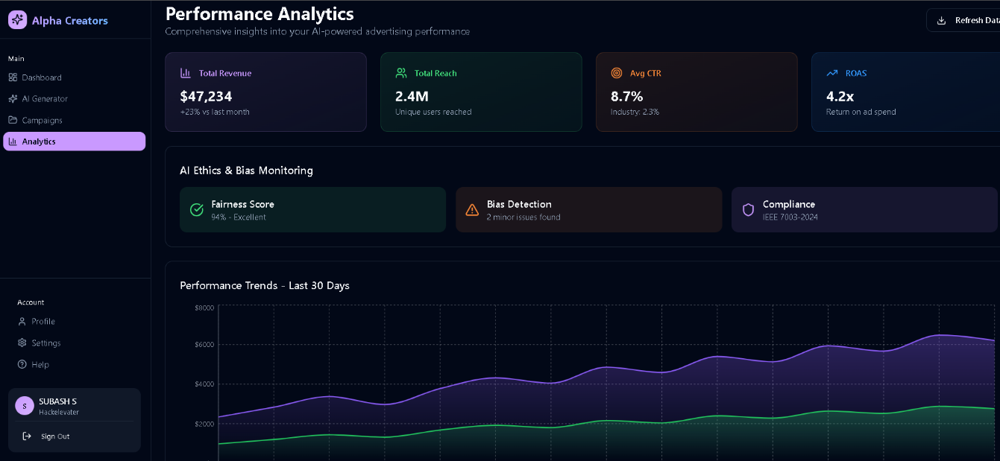 Alpha Creators
Main
Dashboard
AI Generator
Campaigns
Analytics
Account
Profile
Settings
Help
S
SUBASH S
Hackelevater
Sign Out
Performance Analytics
Comprehensive insights into your AI-powered advertising performance
Refresh Data
Total Revenue
$47,234
+23% vs last month
Total Reach
2.4M
Unique users reached
Avg CTR
8.7%
Industry: 2.3%
ROAS
4.2x
Return on ad spend
AI Ethics & Bias Monitoring
Fairness Score
94% - Excellent
Bias Detection
2 minor issues found
Compliance
IEEE 7003-2024
Performance Trends - Last 30 Days
$8000
$6000
$4000
$2000